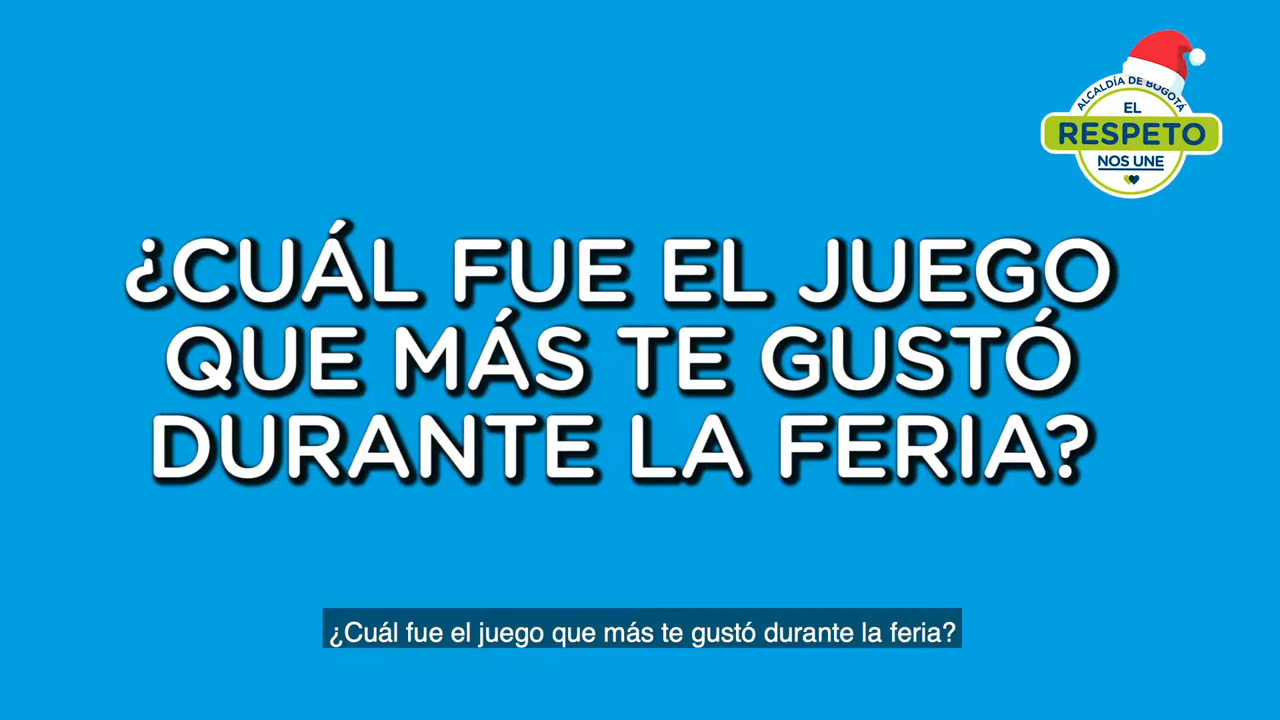 ALCALDÍA DE BOGOTÁ
EL
RESPETO
NOS UNE
¿CUÁL FUE EL JUEGO
QUE MÁS TE GUSTÓ
DURANTE LA FERIA?
¿Cuál fue el juego que más te gustó durante la feria?